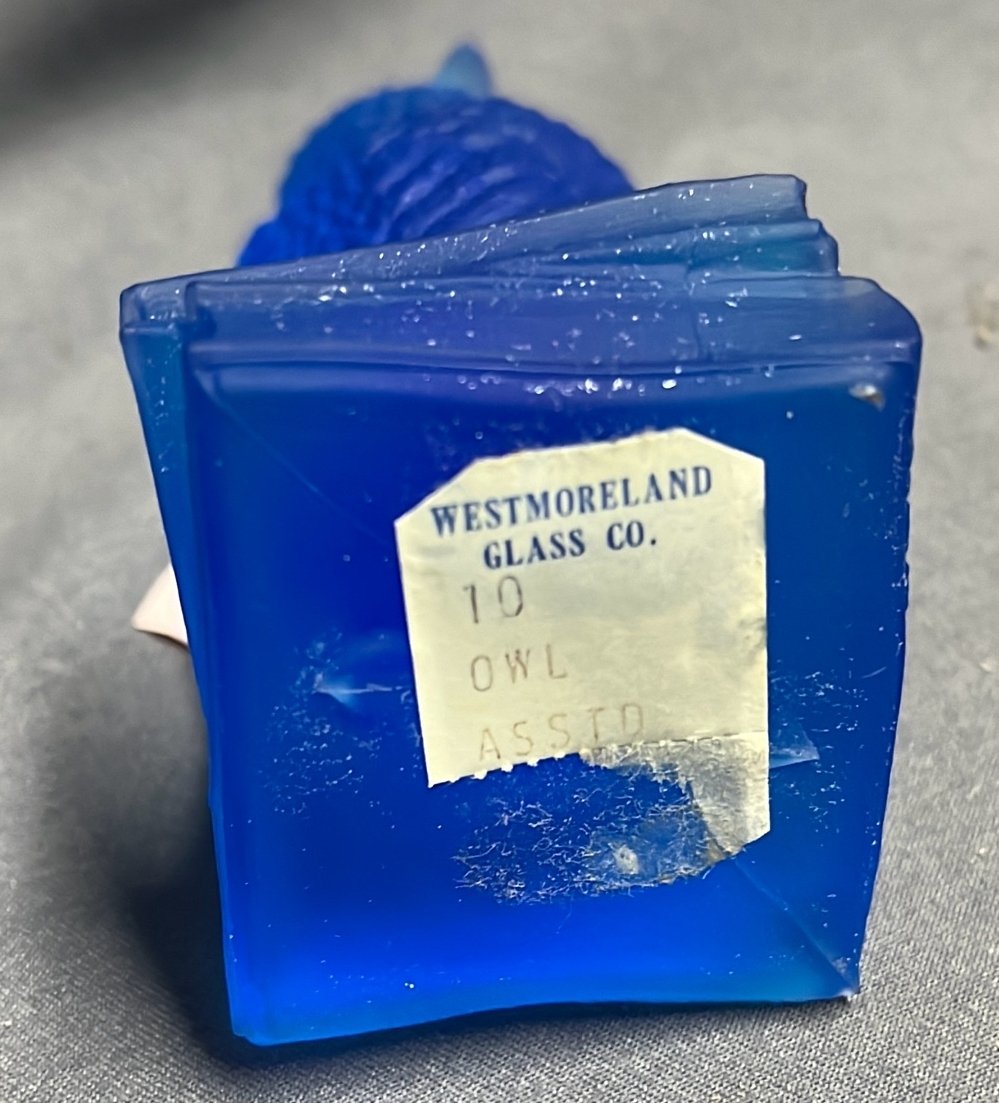 WESTMORELAND
GLASS CO.
10
OWL
ASSTD